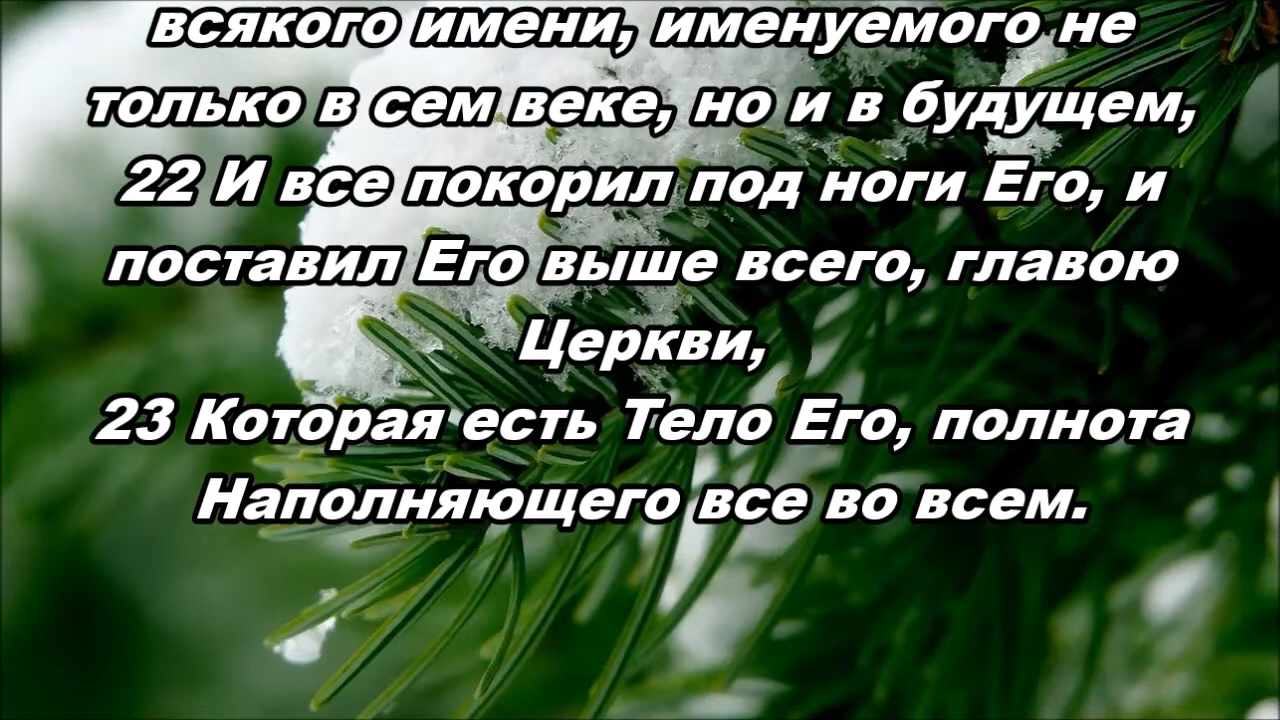 всякого имени, именуемого не
только в сем веке, но и в будущем,
22 И все покорил под ноги Его, и
поставил Его выше всего, главою
Церкви,
23 Которая есть Тело Его, полнота
Наполняющего все во всем.